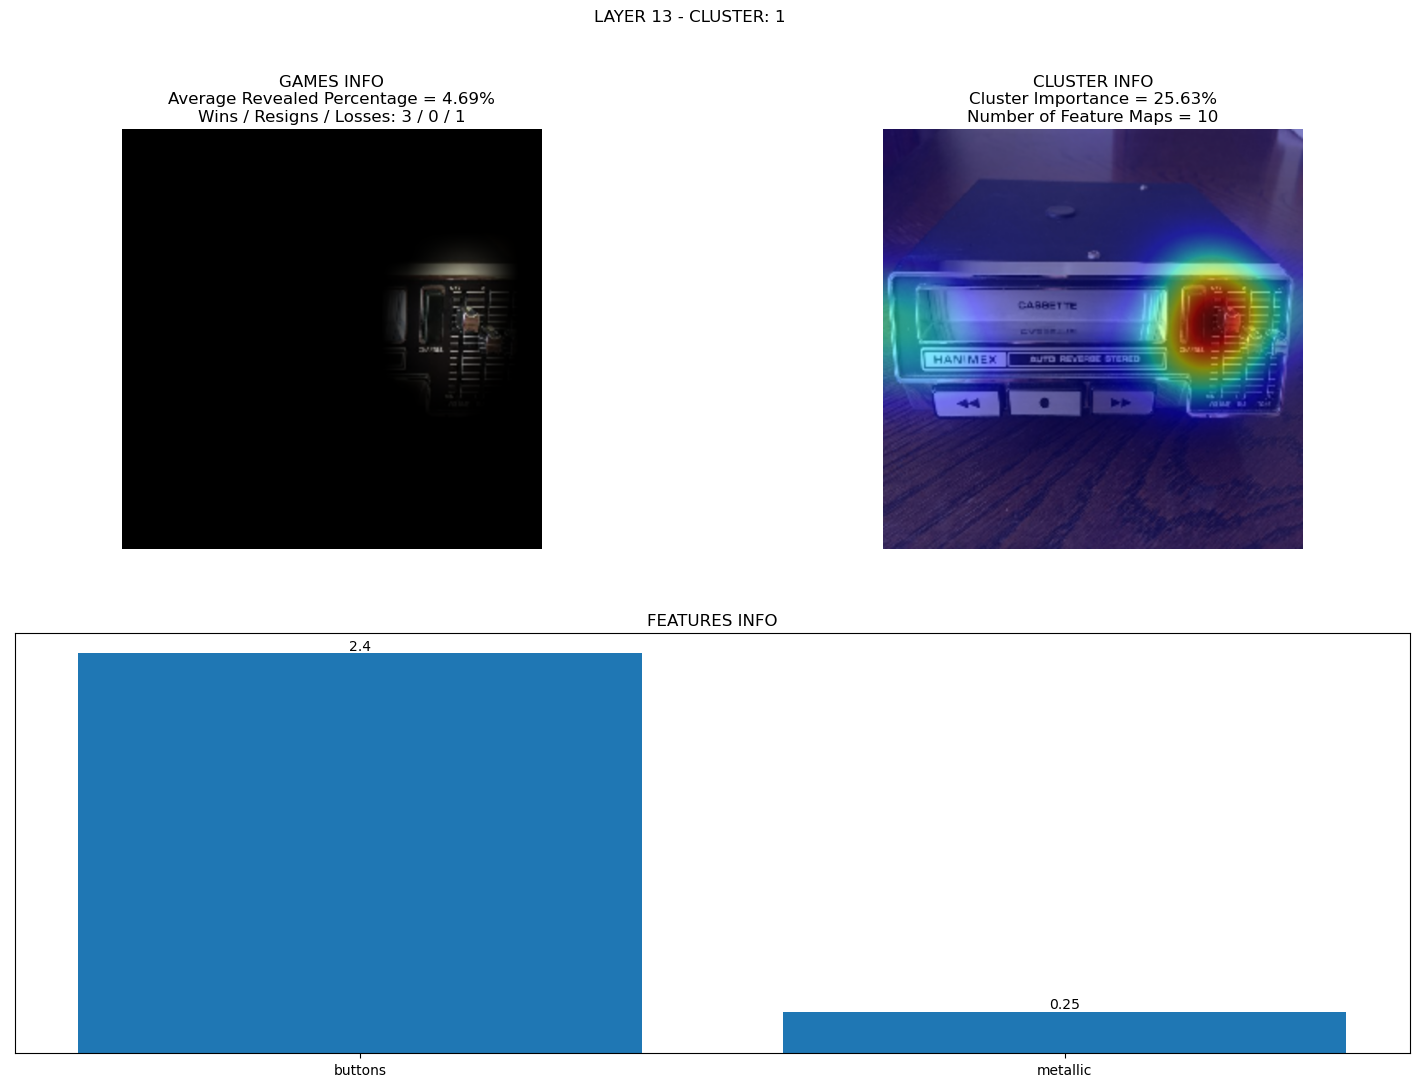 LAYER 13 - CLUSTER: 1
GAMES INFO
Average Revealed Percentage = 4.69%
Wins / Resigns / Losses: 3 / 0 / 1
CLUSTER INFO
Cluster Importance = 25.63%
Number of Feature Maps = 10
CASSETTE
HANIMEX
AUTO REVERSE STEREO
FEATURES INFO
2.4
0.25
buttons
metallic